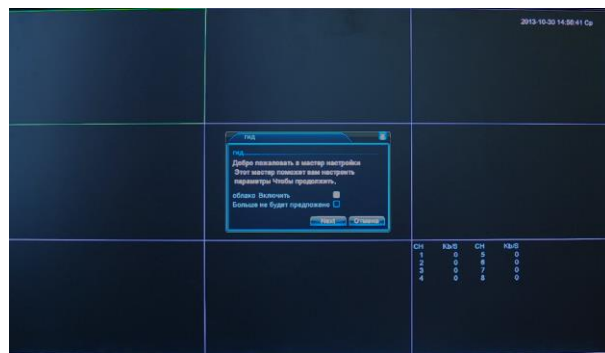 2013-10-30 14:56:41 Ср
гид
гид
Добро пожаловать в мастер настройки
Этот мастер поможет вам настроить
параметры Чтобы продолжить,
облако Включить
Больше не будет предложено
Next Отмена
CH Kb/S CH Kb/S
1 0 5 0
2 0 6 0
3 0 7 0
4 0 8 0